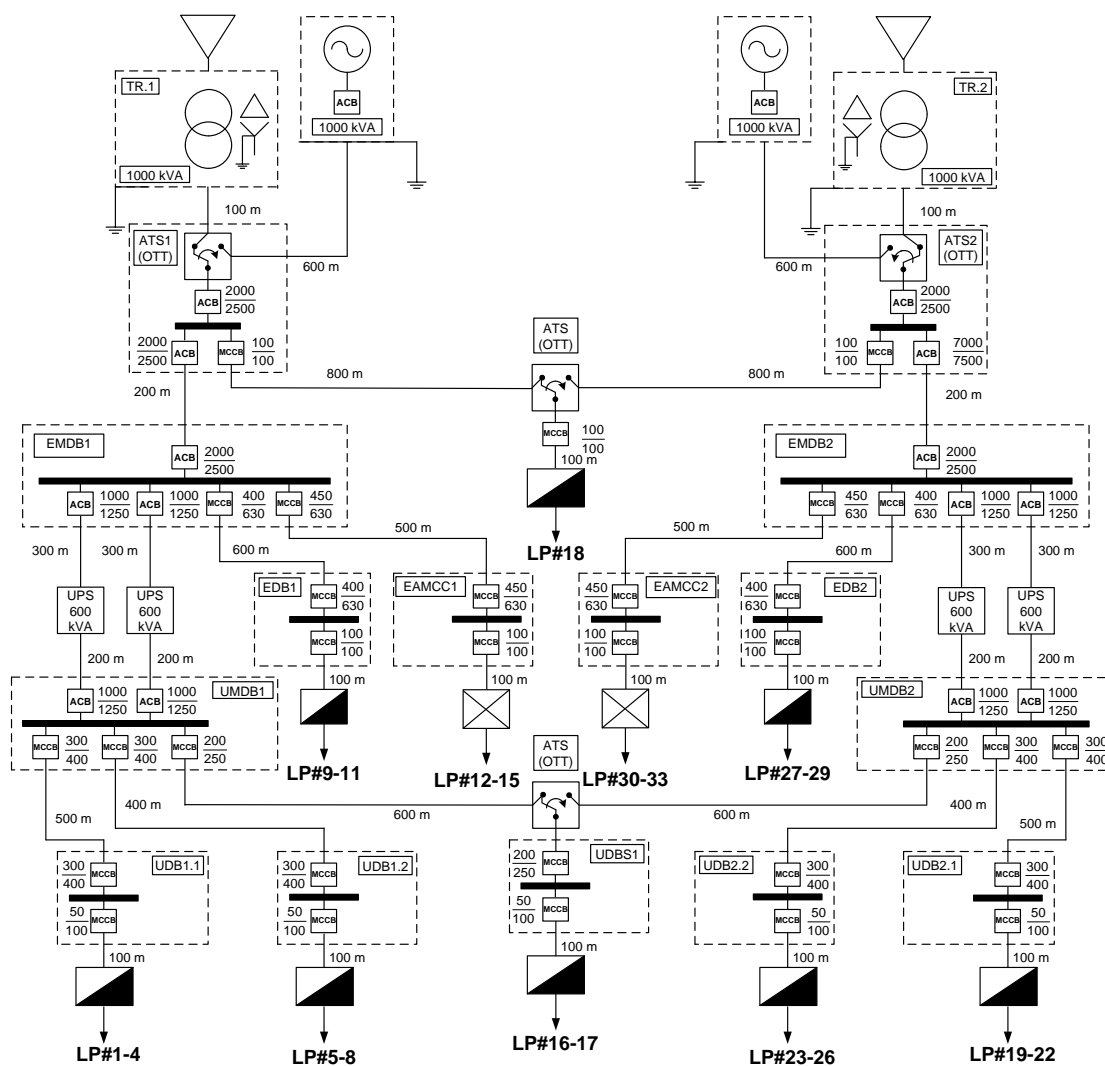 TR.1
1000 kVA
ACB
1000 kVA
ACB
1000 kVA
TR.2
1000 kVA
100 m
ATS1
(OTT)
600 m
ACB
2000
2500
2000
2500
ACB
MCCB
100
100
100 m
ATS2
(OTT)
600 m
ACB
2000
2500
100
100
MCCB
ACB
7000
7500
ATS
(OTT)
800 m
800 m
200 m
200 m
MCCB
100
100
100 m
LP#18
EMDB1
ACB
2000
2500
ACB
1000
1250
ACB
1000
1250
MCCB
400
630
MCCB
450
630
EMDB2
ACB
2000
2500
MCCB
450
630
MCCB
400
630
ACB
1000
1250
ACB
1000
1250
300 m
300 m
600 m
500 m
500 m
600 m
300 m
300 m
UPS
600
kVA
UPS
600
kVA
EDB1
MCCB
400
630
MCCB
100
100
100 m
LP#9-11
EAMCC1
MCCB
450
630
MCCB
100
100
100 m
LP#12-15
EAMCC2
450
630
MCCB
100
100
MCCB
100 m
LP#30-33
EDB2
400
630
MCCB
100
100
MCCB
100 m
LP#27-29
UPS
600
kVA
UPS
600
kVA
200 m
200 m
200 m
200 m
UMDB1
ACB
1000
1250
ACB
1000
1250
MCCB
300
400
MCCB
300
400
MCCB
200
250
UMDB2
ACB
1000
1250
ACB
1000
1250
MCCB
200
250
MCCB
300
400
MCCB
300
400
ATS
(OTT)
500 m
400 m
600 m
600 m
400 m
500 m
UDB1.1
300
400
MCCB
50
100
MCCB
100 m
LP#1-4
UDB1.2
300
400
MCCB
50
100
MCCB
100 m
LP#5-8
UDBS1
200
250
MCCB
50
100
MCCB
100 m
LP#16-17
UDB2.2
MCCB
300
400
MCCB
50
100
100 m
LP#23-26
UDB2.1
MCCB
300
400
MCCB
50
100
100 m
LP#19-22